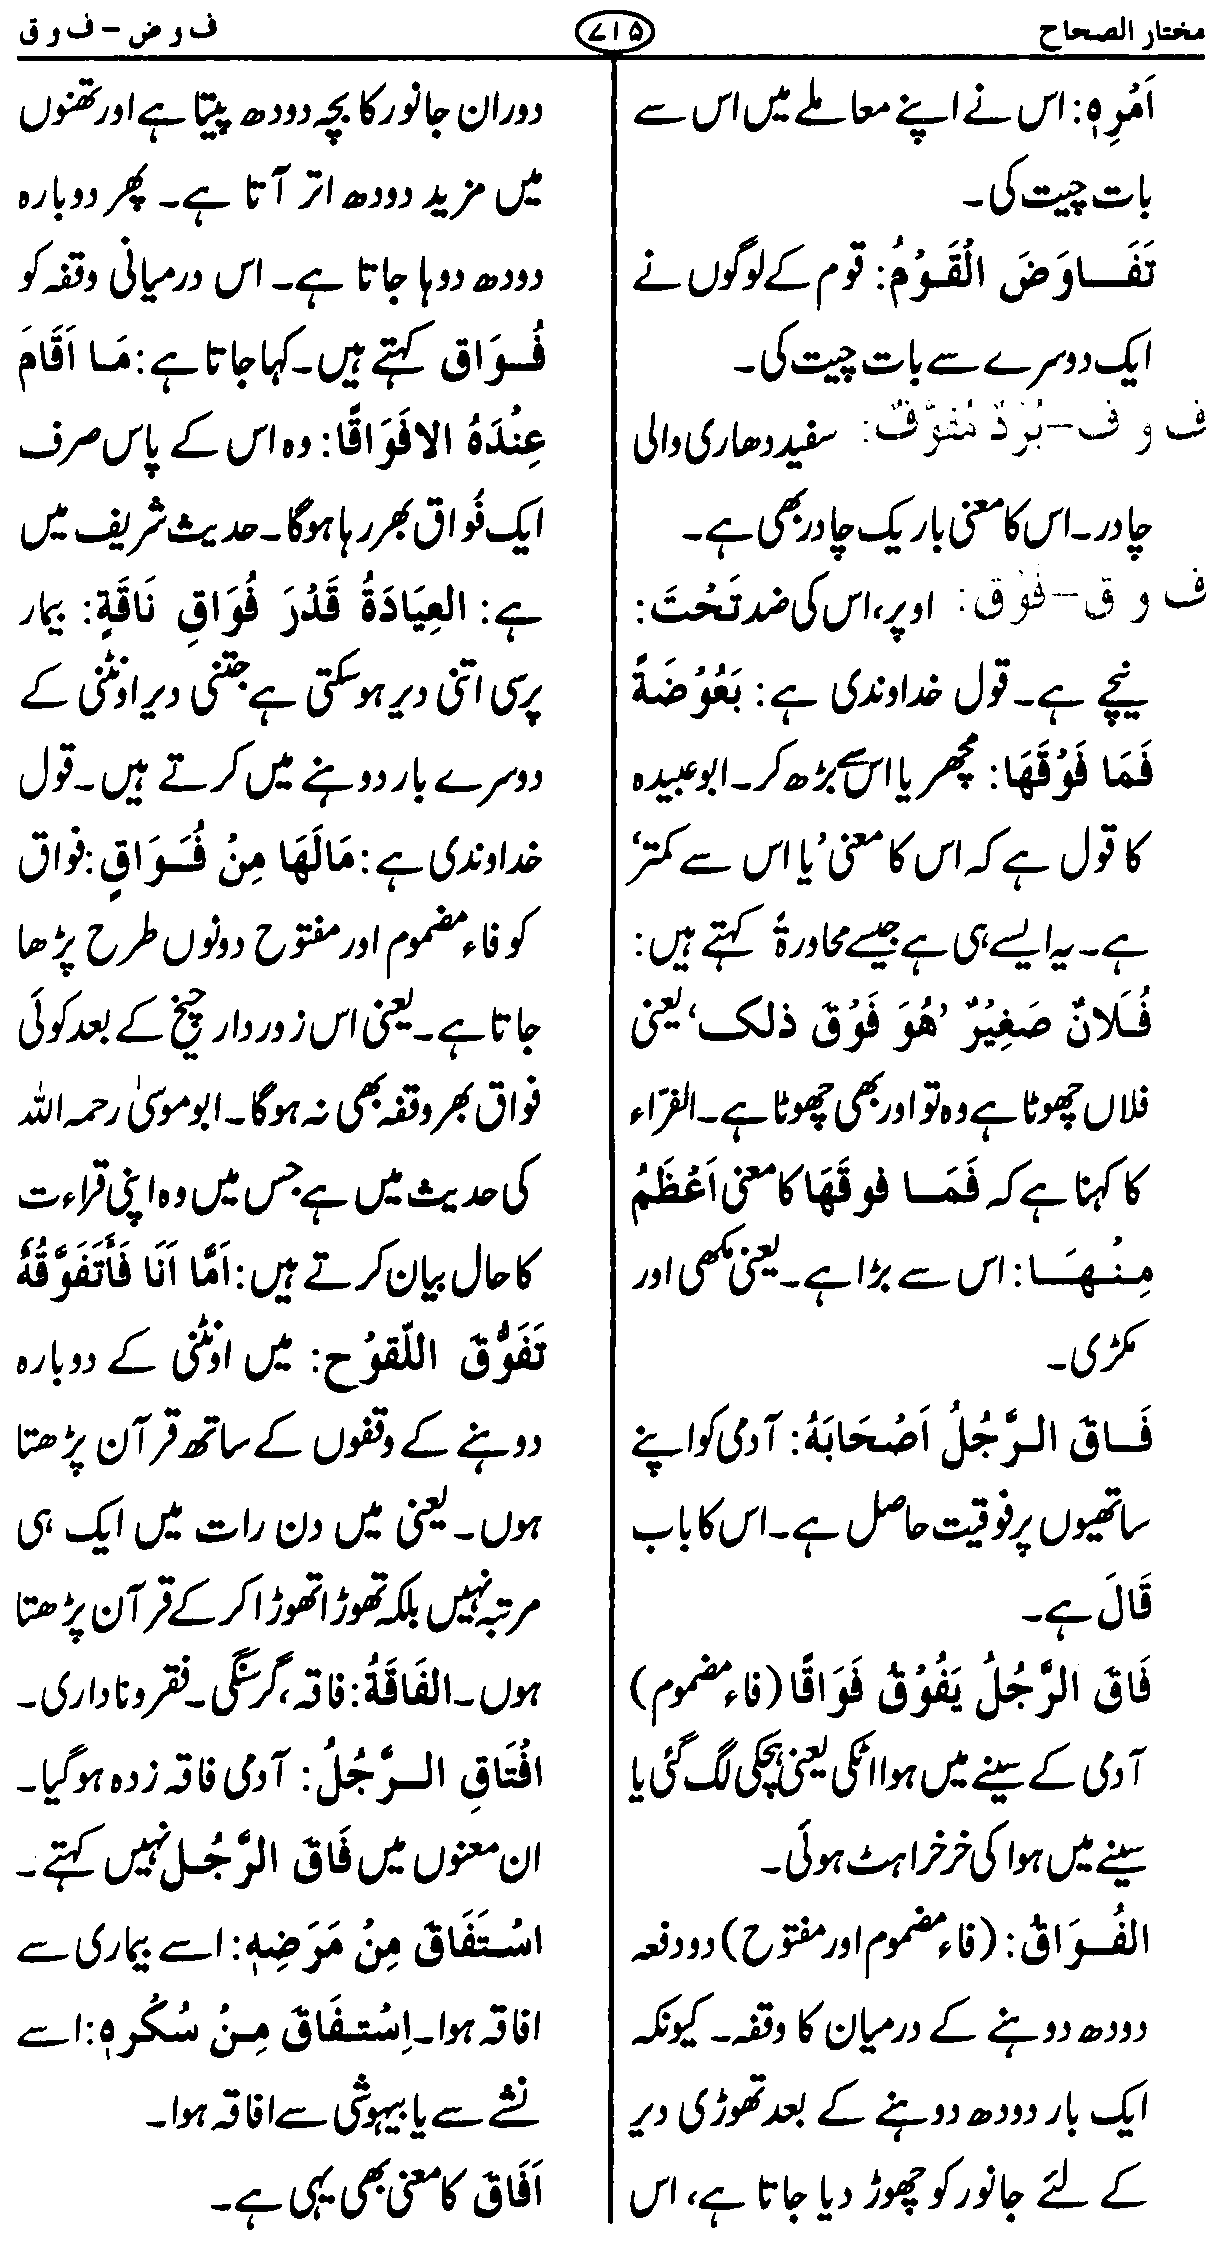 مختار الصحاح
۷۱۵
ف و ض – ف و ق
اَمْرِہٖ: اس نے اپنے معاملے میں اس سے
بات چیت کی۔
تَفَاوَضَ الْقَوْمُ: قوم کے لوگوں نے
ایک دوسرے سے بات چیت کی۔
ف و ف – بُرْدٌ مُفَوَّفٌ: سفید دھاری والی
چادر۔ اس کا معنی باریک چادر بھی ہے۔
ف و ق – فَوْق: اوپر، اس کی ضد تَحْتَ:
نیچے ہے۔ قول خداوندی ہے: بَعُوْضَةً
فَمَا فَوْقَهَا: مچھر یا اس سے بڑھ کر۔ ابوعبیدہ
کا قول ہے کہ اس کا معنی ’یا اس سے کمتر‘
ہے۔ یہ ایسے ہی ہے جیسے محاورۃً کہتے ہیں:
فُلَانٌ صَغِيْرٌ ’هُوَ فَوْقَ ذلک‘ یعنی
فلاں چھوٹا ہے وہ تو اور بھی چھوٹا ہے۔ الفرّاء
کا کہنا ہے کہ فَمَا فوقَهَا کا معنی اَعْظَمُ
مِنْهَا: اس سے بڑا ہے۔ یعنی مکھی اور
مکڑی۔
فَاقَ الرَّجُلُ اَصْحَابَهُ: آدمی کو اپنے
ساتھیوں پر فوقیت حاصل ہے۔ اس کا باب
قَالَ ہے۔
فَاقَ الرَّجُلُ يَفُوْقُ فَوَاقًا (فاء مضموم)
آدمی کے سینے میں ہوا اٹکی یعنی ہچکی لگ گئی یا
سینے میں ہوا کی خرخراہٹ ہوئی۔
الفُوَاقُ: (فاء مضموم اور مفتوح) دو دفعہ
دودھ دوہنے کے درمیان کا وقفہ۔ کیونکہ
ایک بار دودھ دوہنے کے بعد تھوڑی دیر
کے لئے جانور کو چھوڑ دیا جاتا ہے، اس
دوران جانور کا بچہ دودھ پیتا ہے اور تھنوں
میں مزید دودھ اتر آتا ہے۔ پھر دوبارہ
دودھ دوہا جاتا ہے۔ اس درمیانی وقفہ کو
فُوَاق کہتے ہیں۔ کہا جاتا ہے: مَا اَقَامَ
عِنْدَهُ الا فَوَاقًا: وہ اس کے پاس صرف
ایک فُواق بھر رہا ہوگا۔ حدیث شریف میں
ہے: العِيَادَةُ قَدْرَ فُوَاقِ نَاقَةٍ: بیمار
پرسی اتنی دیر ہوسکتی ہے جتنی دیر اونٹنی کے
دوسرے بار دوہنے میں کرتے ہیں۔ قول
خداوندی ہے: مَالَهَا مِنْ فُوَاقٍ: فواق
کو فاء مضموم اور مفتوح دونوں طرح پڑھا
جاتا ہے۔ یعنی اس زوردار چیخ کے بعد کوئی
فواق بھر وقفہ بھی نہ ہوگا۔ ابوموسیٰ رحمہ اللہ
کی حدیث میں ہے جس میں وہ اپنی قراءت
کا حال بیان کرتے ہیں: اَمَّا اَنَا فَأَتَفَوَّقُهُ
تَفَوُّقَ اللّقوْح: میں اونٹنی کے دوبارہ
دوہنے کے وقفوں کے ساتھ قرآن پڑھتا
ہوں۔ یعنی میں دن رات میں ایک ہی
مرتبہ نہیں بلکہ تھوڑا تھوڑا کر کے قرآن پڑھتا
ہوں۔ الفَاقَةُ: فاقہ، گرسنگی۔ فقر و ناداری۔
افْتَاقِ الرَّجُلُ: آدمی فاقہ زدہ ہوگیا۔
ان معنوں میں فَاقَ الرَّجُل نہیں کہتے۔
اسْتَفَاقَ مِنْ مَرَضِہٖ: اسے بیماری سے
افاقہ ہوا۔ اِسْتفَاقَ مِنْ سُکْرہٖ: اسے
نشے سے یا بیہوشی سے افاقہ ہوا۔
اَفَاقَ کا معنی بھی یہی ہے۔